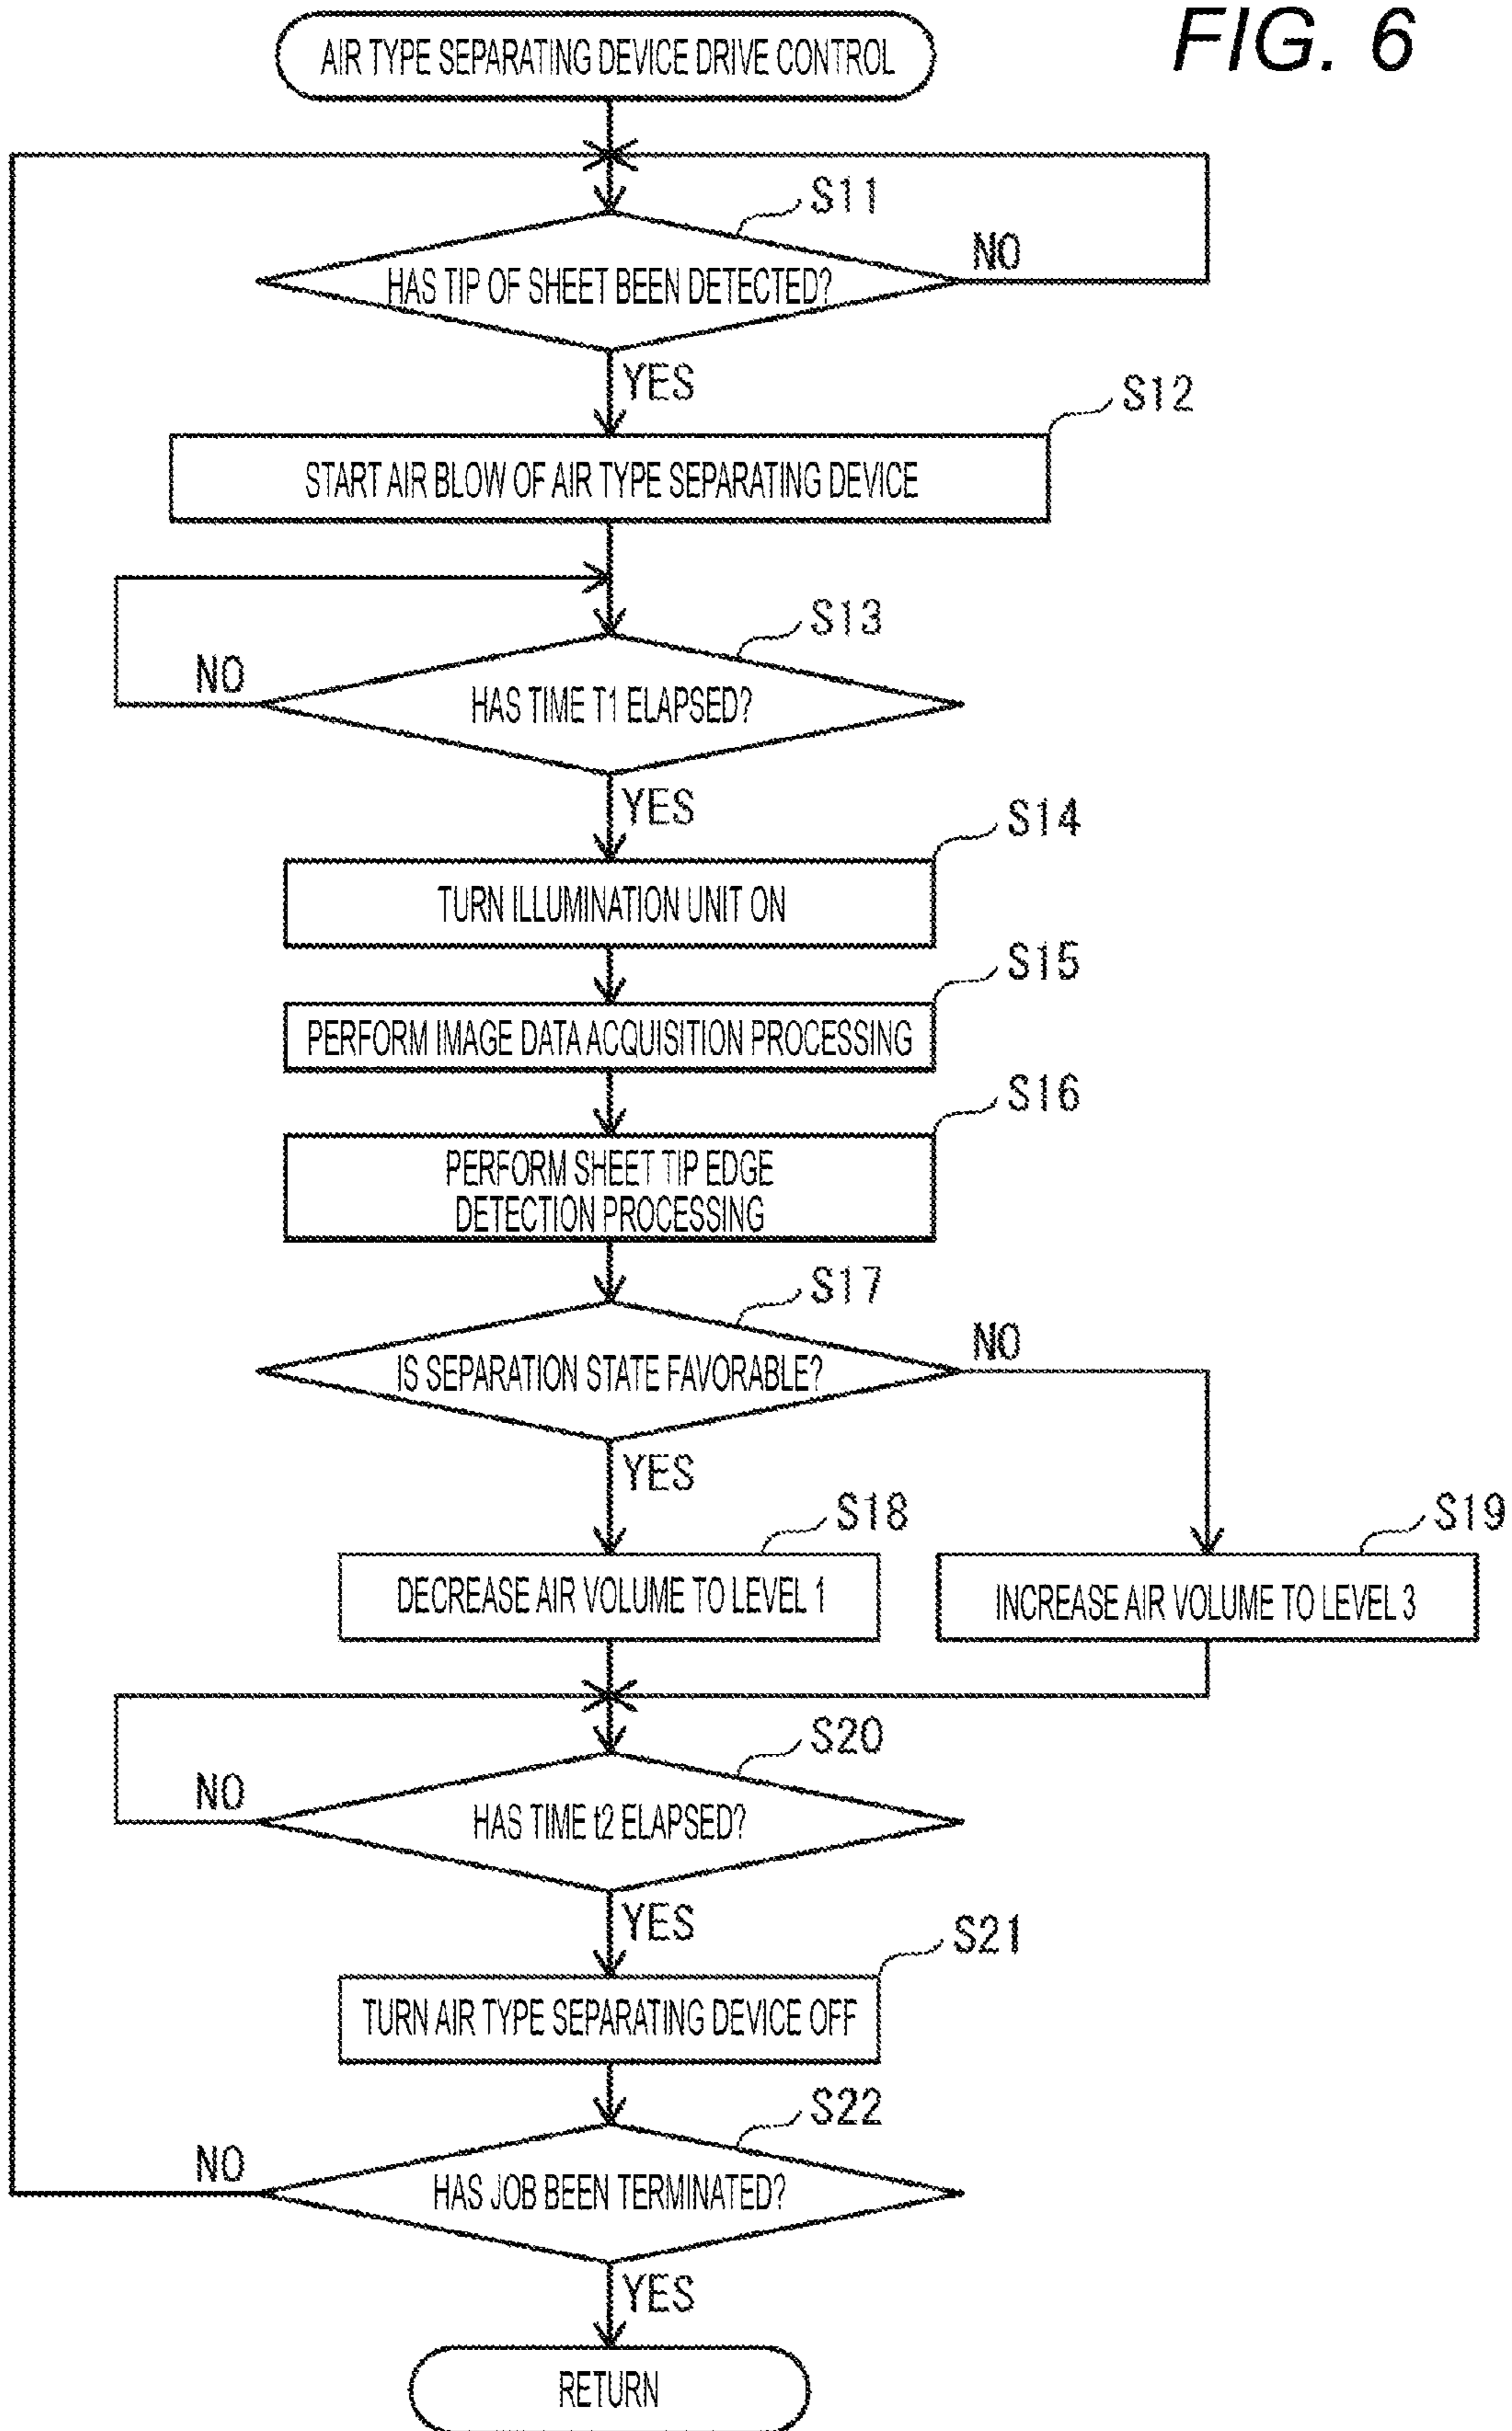 FIG. 6
AIR TYPE SEPARATING DEVICE DRIVE CONTROL
S11
HAS TIP OF SHEET BEEN DETECTED?
NO
YES
S12
START AIR BLOW OF AIR TYPE SEPARATING DEVICE
S13
NO
HAS TIME T1 ELAPSED?
YES
S14
TURN ILLUMINATION UNIT ON
S15
PERFORM IMAGE DATA ACQUISITION PROCESSING
S16
PERFORM SHEET TIP EDGE
DETECTION PROCESSING
S17
IS SEPARATION STATE FAVORABLE?
NO
YES
S18
DECREASE AIR VOLUME TO LEVEL 1
S19
INCREASE AIR VOLUME TO LEVEL 3
S20
NO
HAS TIME t2 ELAPSED?
YES
S21
TURN AIR TYPE SEPARATING DEVICE OFF
S22
NO
HAS JOB BEEN TERMINATED?
YES
RETURN